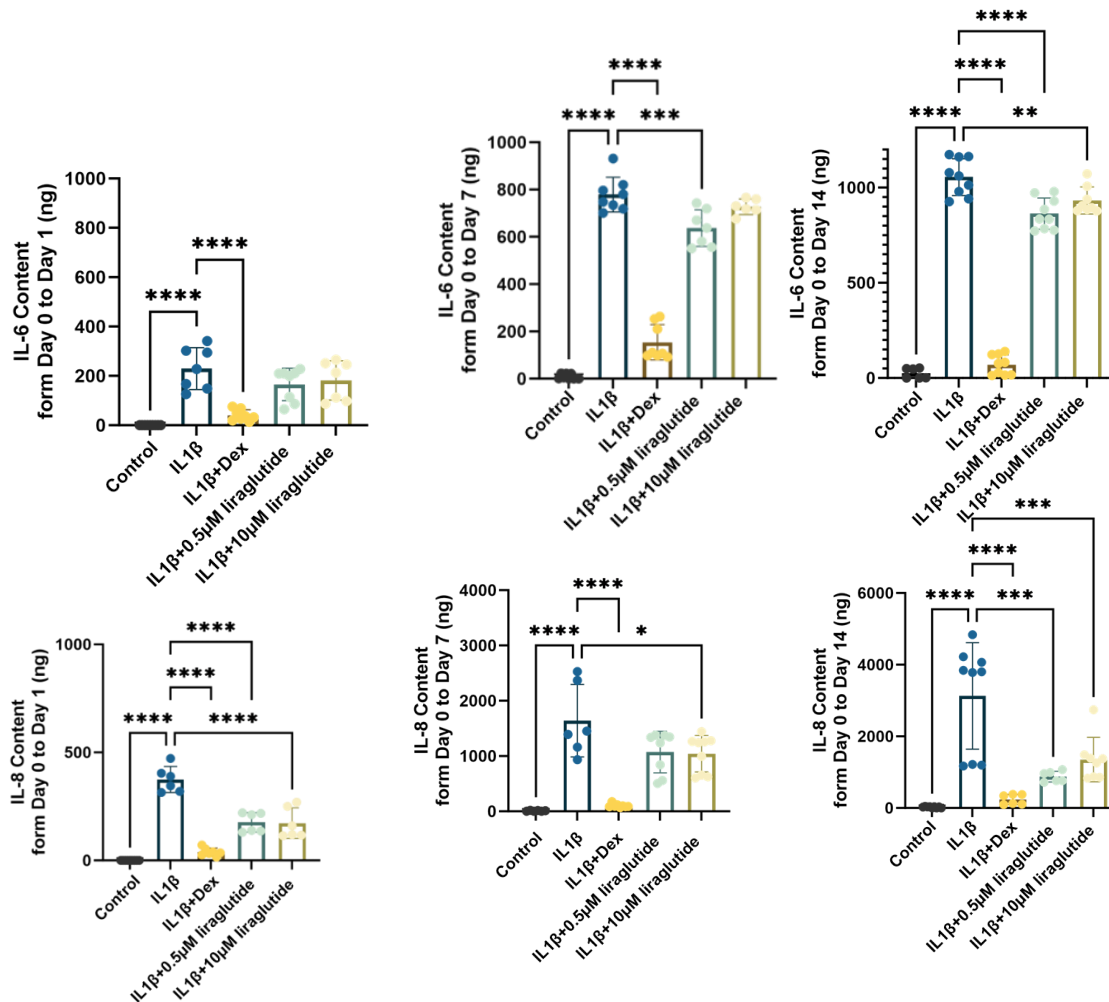 IL-6 Content
form Day 0 to Day 1 (ng)
1000
800
600
400
200
0
****
****
Control
IL1β
IL1β+Dex
IL1β+0.5μM liraglutide
IL1β+10μM liraglutide
IL-6 Content
form Day 0 to Day 7 (ng)
1000
800
600
400
200
0
****
****
***
Control
IL1β
IL1β+Dex
IL1β+0.5μM liraglutide
IL1β+10μM liraglutide
IL-6 Content
form Day 0 to Day 14 (ng)
1000
500
0
****
****
****
**
Control
IL1β
IL1β+Dex
IL1β+0.5μM liraglutide
IL1β+10μM liraglutide
IL-8 Content
form Day 0 to Day 1 (ng)
1000
500
0
****
****
****
****
Control
IL1β
IL1β+Dex
IL1β+0.5μM liraglutide
IL1β+10μM liraglutide
IL-8 Content
form Day 0 to Day 7 (ng)
4000
3000
2000
1000
0
****
****
*
Control
IL1β
IL1β+Dex
IL1β+0.5μM liraglutide
IL1β+10μM liraglutide
IL-8 Content
form Day 0 to Day 14 (ng)
6000
4000
2000
0
***
****
****
***
Control
IL1β
IL1β+Dex
IL1β+0.5μM liraglutide
IL1β+10μM liraglutide